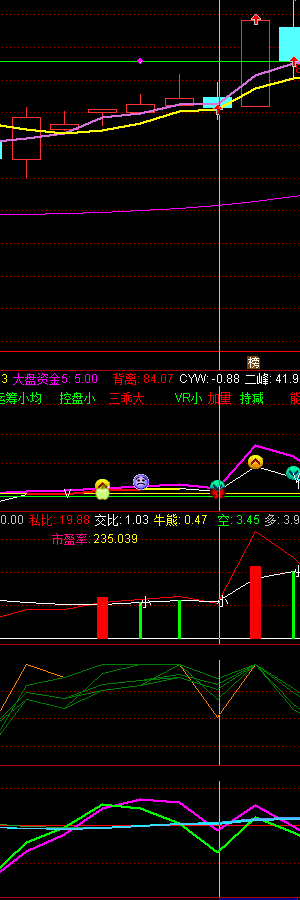 榜
3 大盘资金5: 5.00 背离: 84.07 CYW: -0.88 二峰: 41.9
运筹小均 控盘小 三乖大 VR小 加重 持减 能
0.00 私比: 19.88 交比: 1.03 牛熊: 0.47 空: 3.45 多: 3.9
市盈率: 235.039